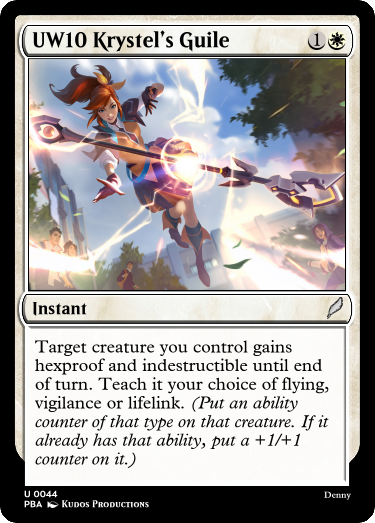 UW10 Krystel's Guile 1
Instant
Target creature you control gains
hexproof and indestructible until end
of turn. Teach it your choice of flying,
vigilance or lifelink. (Put an ability
counter of that type on that creature. If it
already has that ability, put a +1/+1
counter on it.)
U 0044
Denny
PBA Kudos Productions